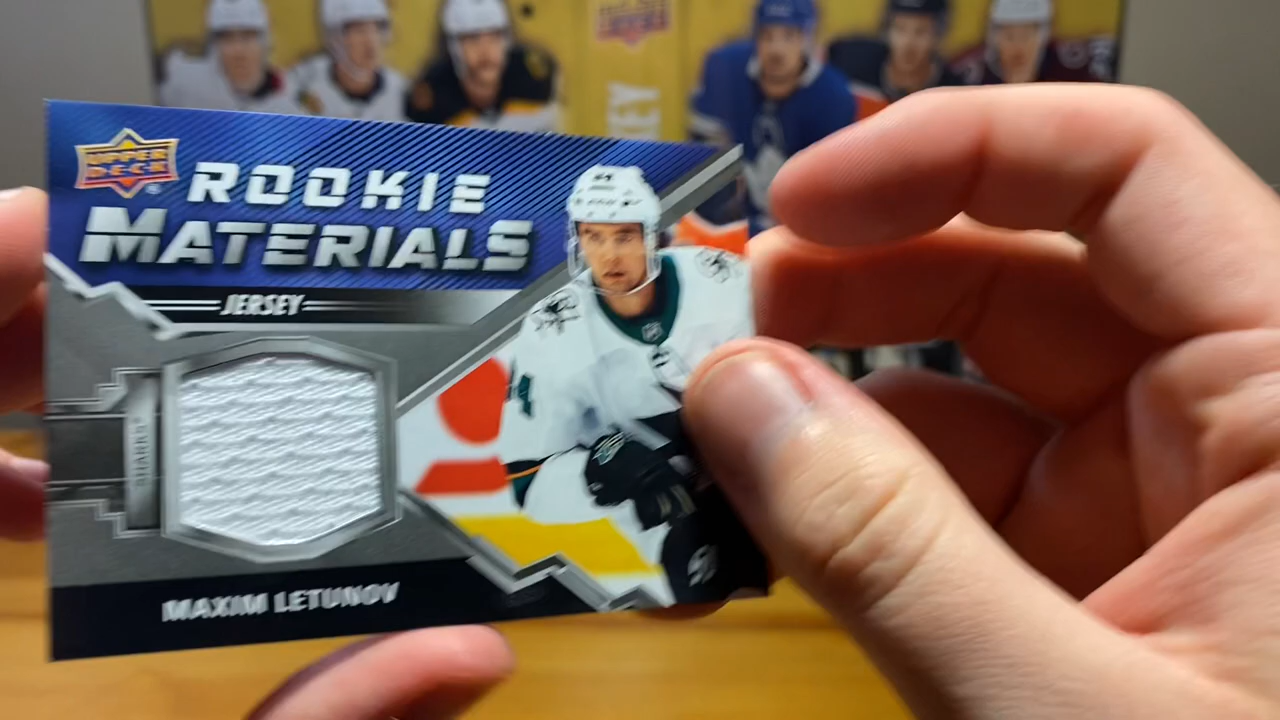 UPPER
DECK
ROOKIE
MATERIALS
JERSEY
SHARKS
MAXIM LETUNOV